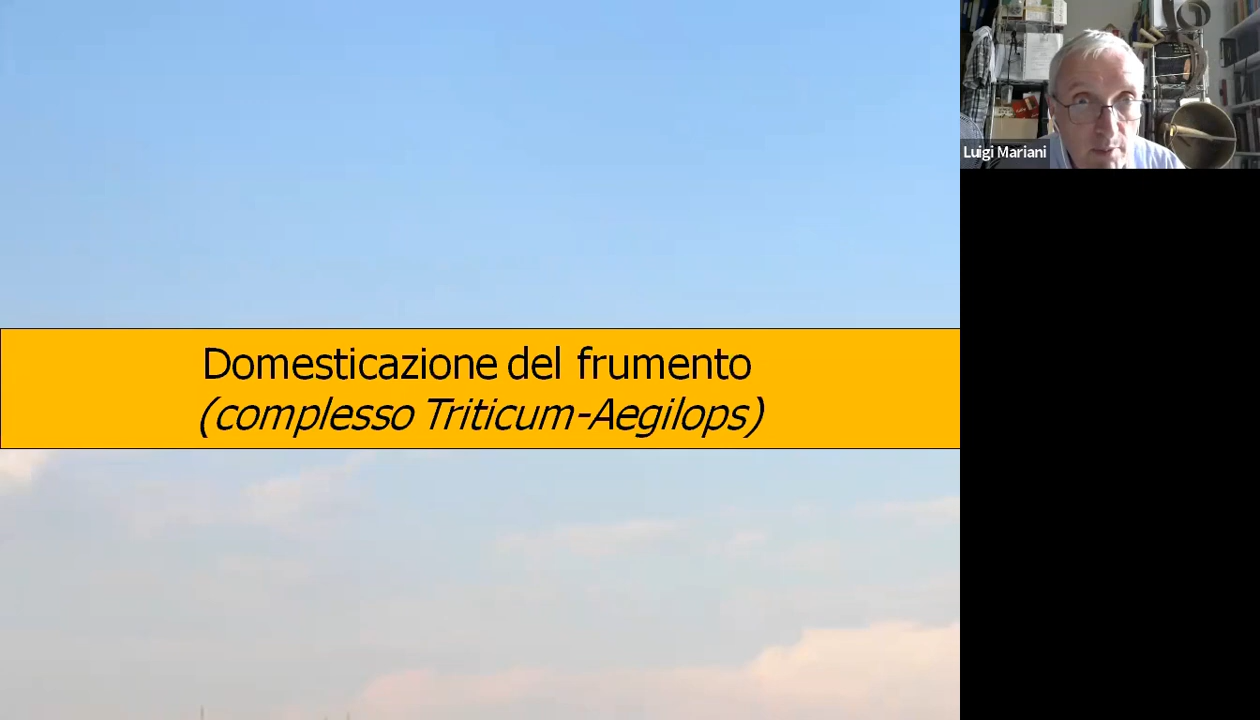 Luigi Mariani
Domesticazione del frumento
(complesso Triticum-Aegilops)